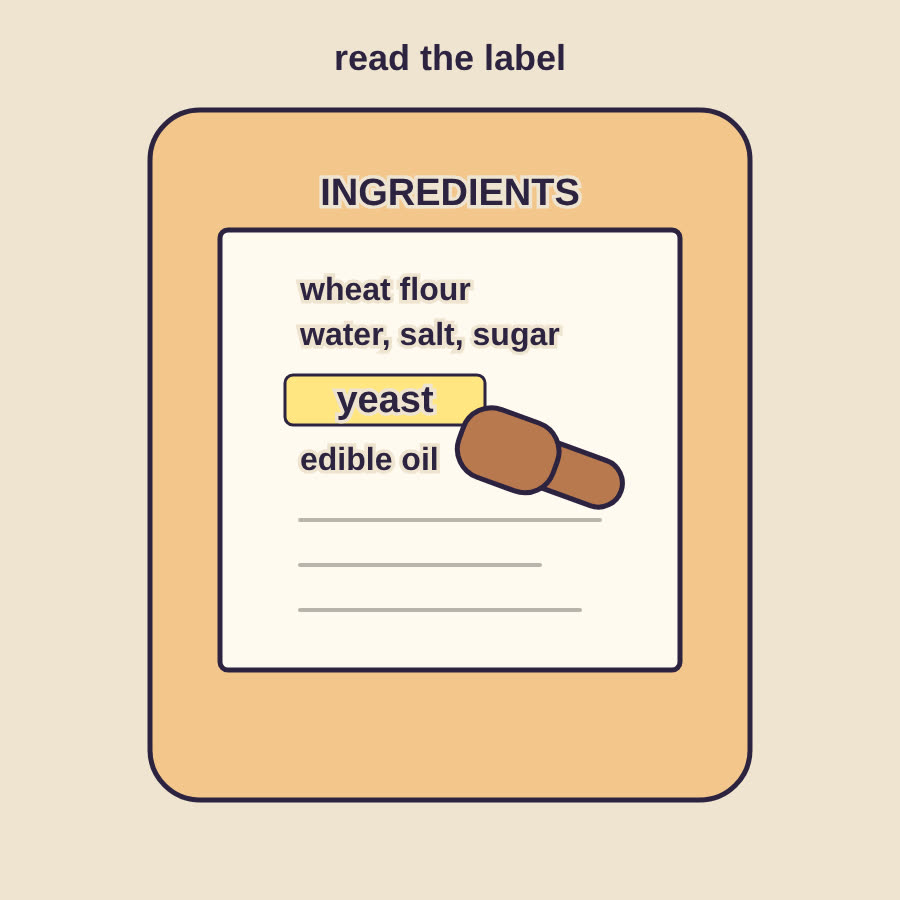 read the label
INGREDIENTS
wheat flour
water, salt, sugar
yeast
edible oil